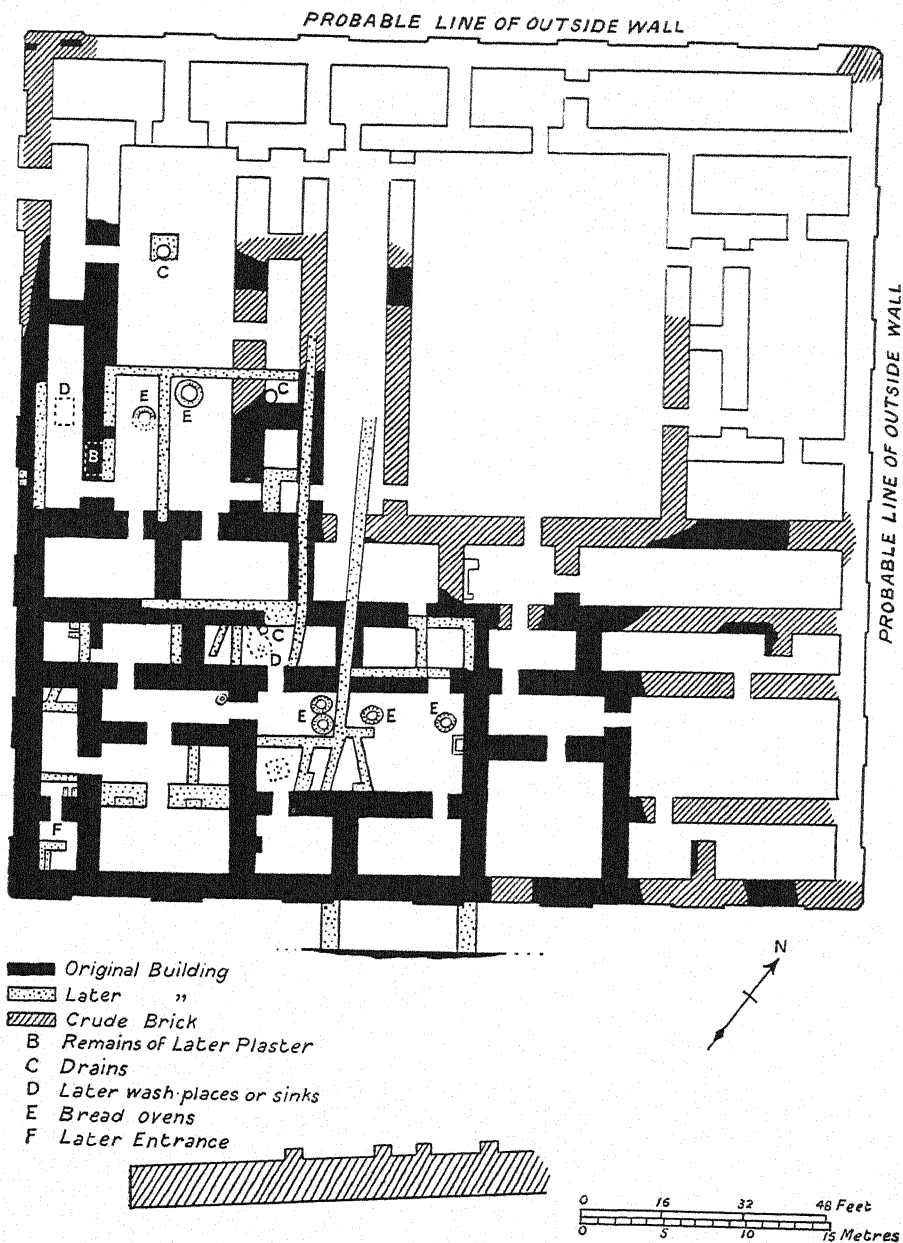 PROBABLE LINE OF OUTSIDE WALL
PROBABLE LINE OF OUTSIDE WALL
C
D
E
E
C
B
C
D
E
E
E
F
N
Original Building
Later "
Crude Brick
B Remains of Later Plaster
C Drains
D Later wash-places or sinks
E Bread ovens
F Later Entrance
0 16 32 48 Feet
0 5 10 15 Metres